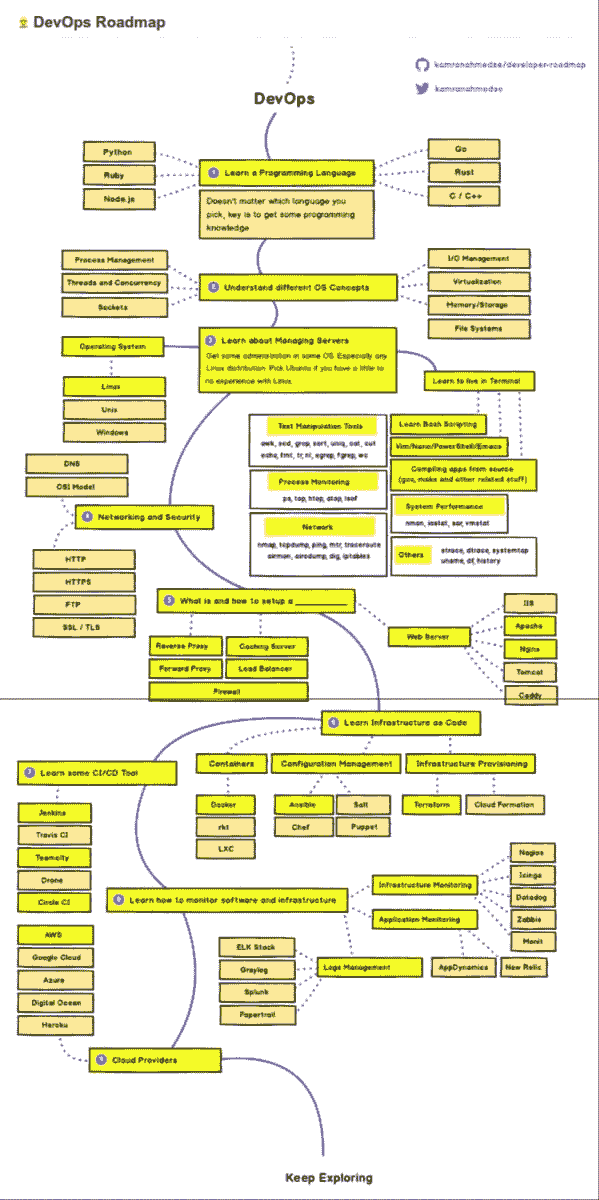 DevOps Roadmap
kamranahmedse/developer-roadmap
kamranahmedse
DevOps
Python
Ruby
Node.js
1 Learn a Programming Language
Go
Rust
C / C++
Doesn't matter which language you
pick, key is to get some programming
knowledge
Process Management
Threads and Concurrency
Sockets
2 Understand different OS Concepts
I/O Management
Virtualization
Memory/Storage
File Systems
Operating System
Linux
Unix
Windows
3 Learn about Managing Servers
Get some administration in some OS. Especially any
Linux distribution. Pick Ubuntu if you have a little to
no experience with Linux
Learn to live in Terminal
Text Manipulation Tools
awk, sed, grep, sort, uniq, cat, cut
echo, fmt, tr, nl, egrep, fgrep, wc
Process Monitoring
ps, top, htop, atop, lsof
Network
nmap, tcpdump, ping, mtr, traceroute
airmon, airodump, dig, iptables
Learn Bash Scripting
Vim/Nano/PowerShell/Emacs
Compiling apps from source
(gcc, make and other related stuff)
System Performance
nmon, iostat, sar, vmstat
Others
strace, dtrace, systemtap
uname, df, history
DNS
OSI Model
4 Networking and Security
HTTP
HTTPS
FTP
SSL / TLS
5 What is and how to setup a ___________
Reverse Proxy
Caching Server
Forward Proxy
Load Balancer
Firewall
Web Server
IIS
Apache
Nginx
Tomcat
Caddy
6 Learn Infrastructure as Code
Containers
Docker
rkt
LXC
Configuration Management
Ansible
Salt
Chef
Puppet
Infrastructure Provisioning
Terraform
Cloud Formation
7 Learn some CI/CD Tool
Jenkins
Travis CI
Teamcity
Drone
Circle CI
8 Learn how to monitor software and infrastructure
Infrastructure Monitoring
Nagios
Icinga
Datadog
Zabbix
Monit
Application Monitoring
AppDynamics
New Relic
Logs Management
ELK Stack
Graylog
Splunk
Papertrail
AWS
Google Cloud
Azure
Digital Ocean
Heroku
9 Cloud Providers
Keep Exploring